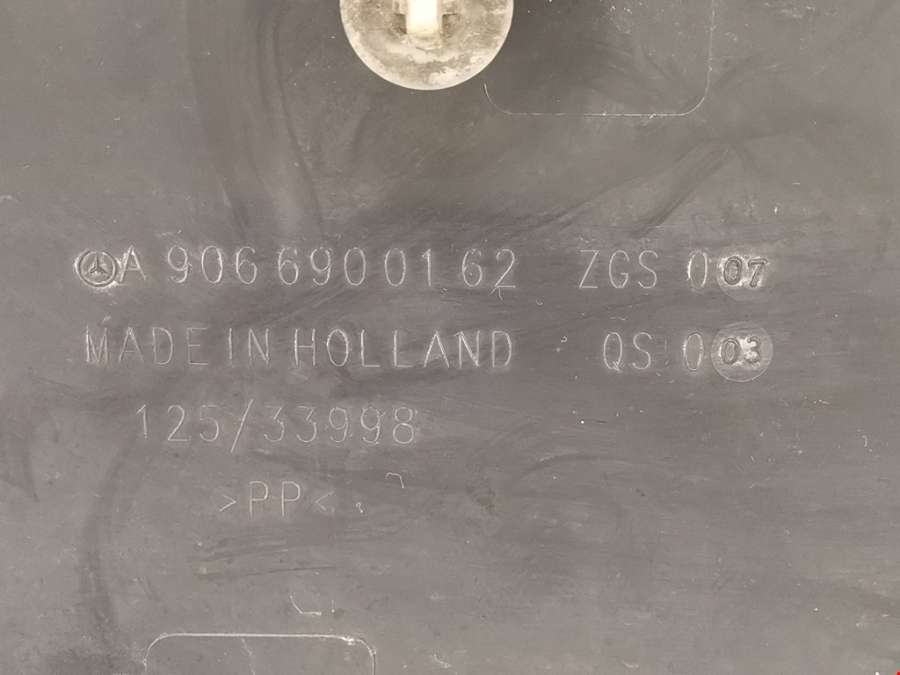 A 906 690 01 62 ZGS 007
MADE IN HOLLAND QS 003
125/33998
>PP<